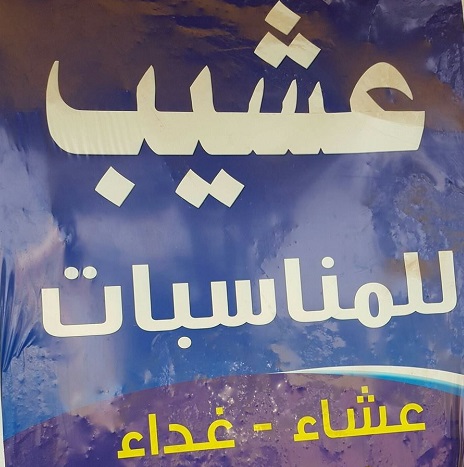 عشيب
للمناسبات
عشاء - غداء